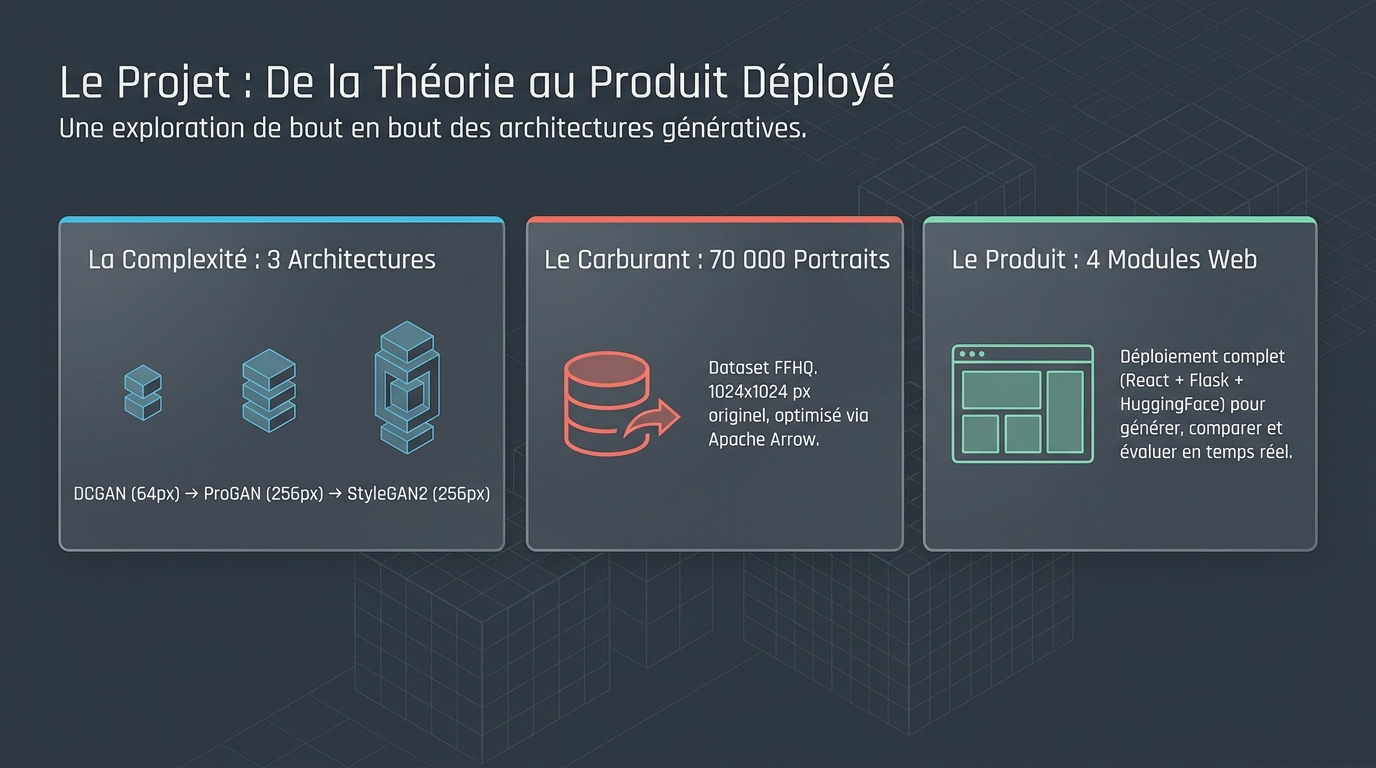 Le Projet : De la Théorie au Produit Déployé
Une exploration de bout en bout des architectures génératives.
La Complexité : 3 Architectures
DCGAN (64px) → ProGAN (256px) → StyleGAN2 (256px)
Le Carburant : 70 000 Portraits
Dataset FFHQ.
1024x1024 px
originel, optimisé via
Apache Arrow.
Le Produit : 4 Modules Web
Déploiement complet
(React + Flask +
HuggingFace) pour
générer, comparer et
évaluer en temps réel.